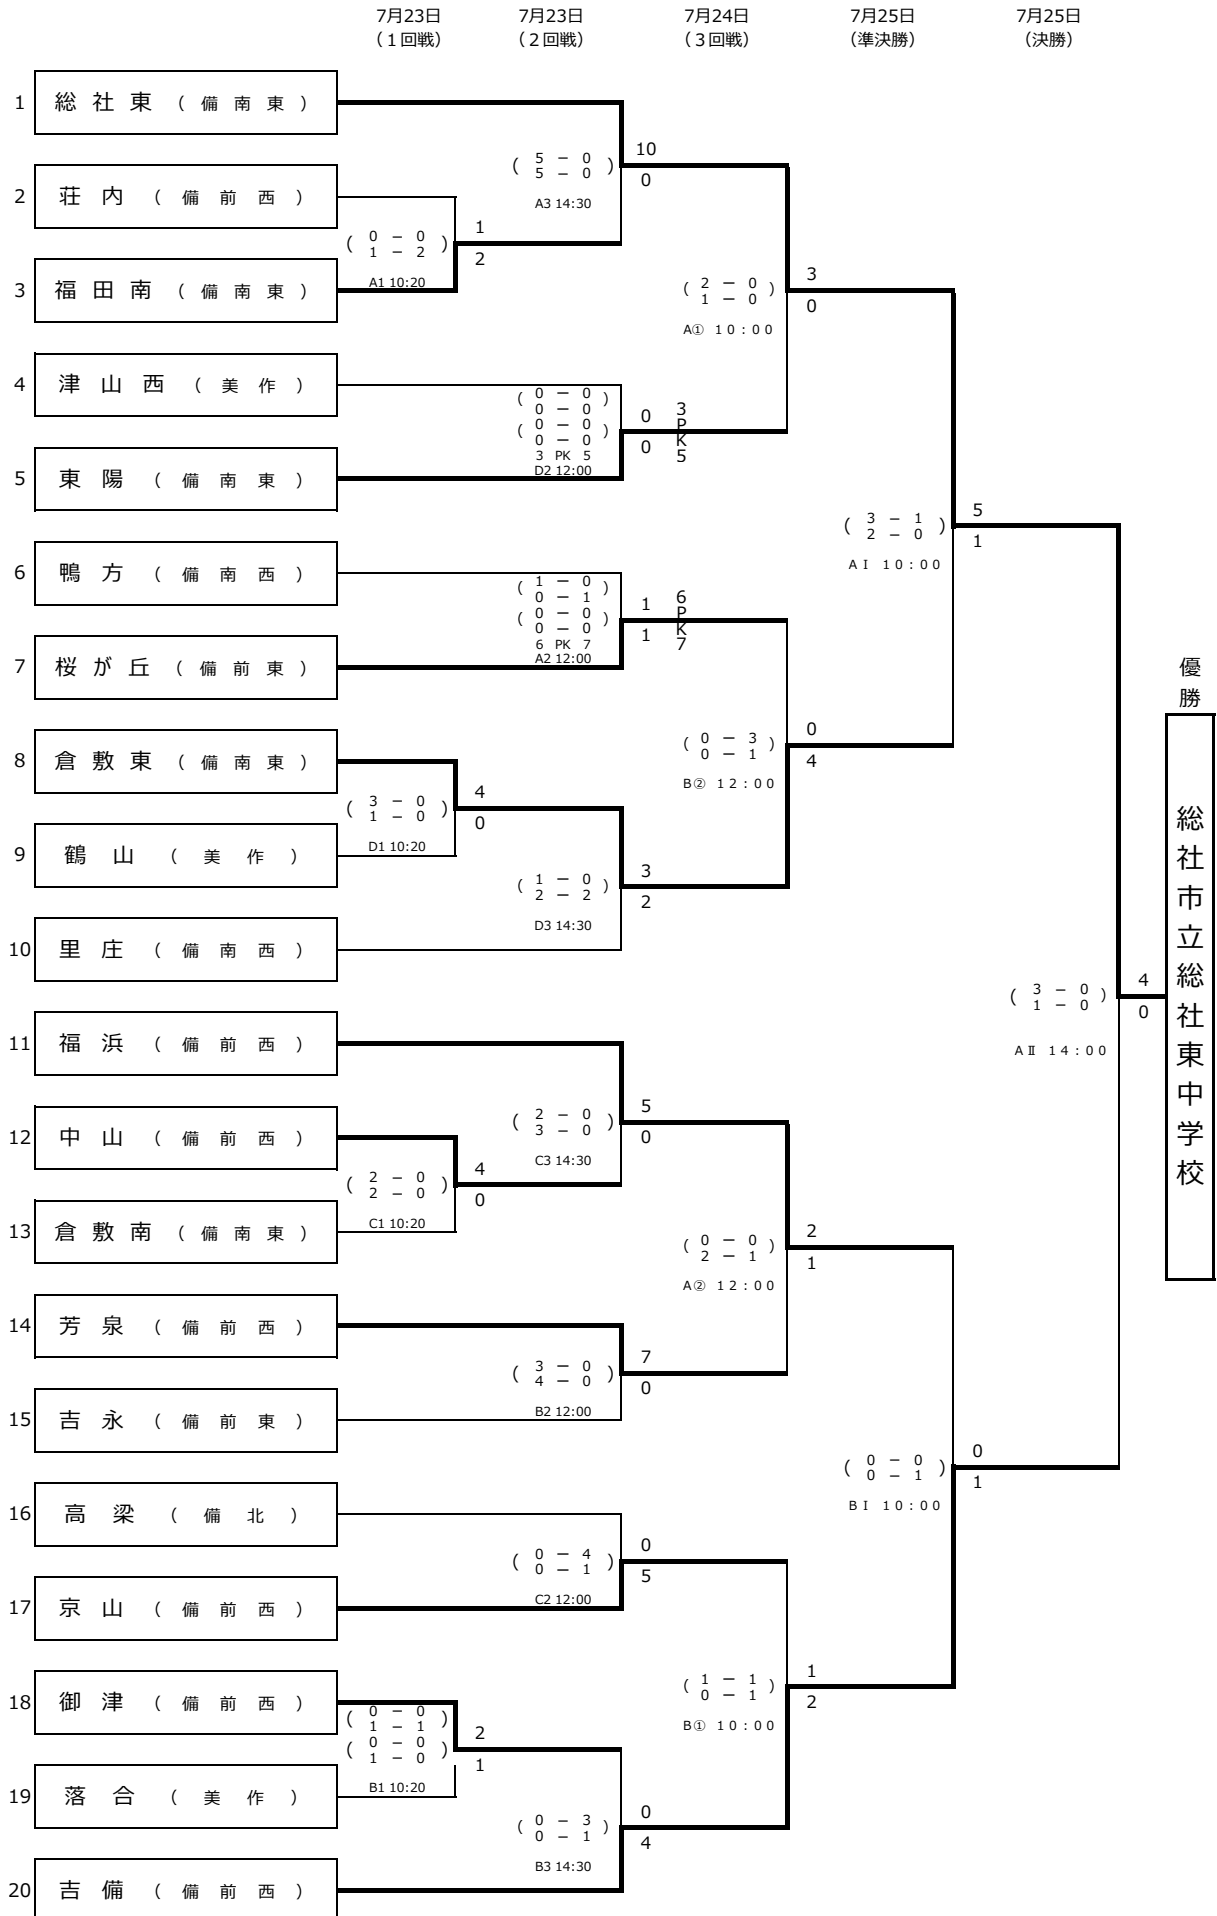 7月23日 7月23日 7月24日 7月25日 7月25日
（１回戦） （２回戦） （３回戦） (準決勝) (決勝)
1 総社東 （備南東）
10
( 5 － 0 )
5 － 0
0
A3 14:30
2 荘内 （備前西）
1
( 0 － 0 )
1 － 2
2
A1 10:20
3 福田南 （備南東）
3
( 2 － 0 )
1 － 0
0
A① 10：00
4 津山西 （美作）
( 0 － 0 )
0 － 0
( 0 － 0 )
0 － 0
0 3
PK
0 5
3 PK 5
D2 12:00
5 東陽 （備南東）
5
( 3 － 1 )
2 － 0
1
AⅠ 10：00
6 鴨方 （備南西）
( 1 － 0 )
0 － 1
( 0 － 0 )
0 － 0
1 6
PK
1 7
6 PK 7
A2 12:00
7 桜が丘 （備前東）
優勝
総社市立総社東中学校
0
( 0 － 3 )
0 － 1
4
B② 12：00
8 倉敷東 （備南東）
4
( 3 － 0 )
1 － 0
0
D1 10:20
9 鶴山 （美作）
3
( 1 － 0 )
2 － 2
2
D3 14:30
10 里庄 （備南西）
4
( 3 － 0 )
1 － 0
0
AⅡ 14：00
11 福浜 （備前西）
5
( 2 － 0 )
3 － 0
0
C3 14:30
12 中山 （備前西）
4
( 2 － 0 )
2 － 0
0
C1 10:20
13 倉敷南 （備南東）
2
( 0 － 0 )
2 － 1
1
A② 12：00
14 芳泉 （備前西）
7
( 3 － 0 )
4 － 0
0
B2 12:00
15 吉永 （備前東）
0
( 0 － 0 )
0 － 1
1
BⅠ 10：00
16 高梁 （備北）
0
( 0 － 4 )
0 － 1
5
C2 12:00
17 京山 （備前西）
1
( 1 － 1 )
0 － 1
2
B① 10：00
18 御津 （備前西）
( 0 － 0 )
1 － 1
( 0 － 0 )
1 － 0
2
1
B1 10:20
19 落合 （美作）
0
( 0 － 3 )
0 － 1
4
B3 14:30
20 吉備 （備前西）